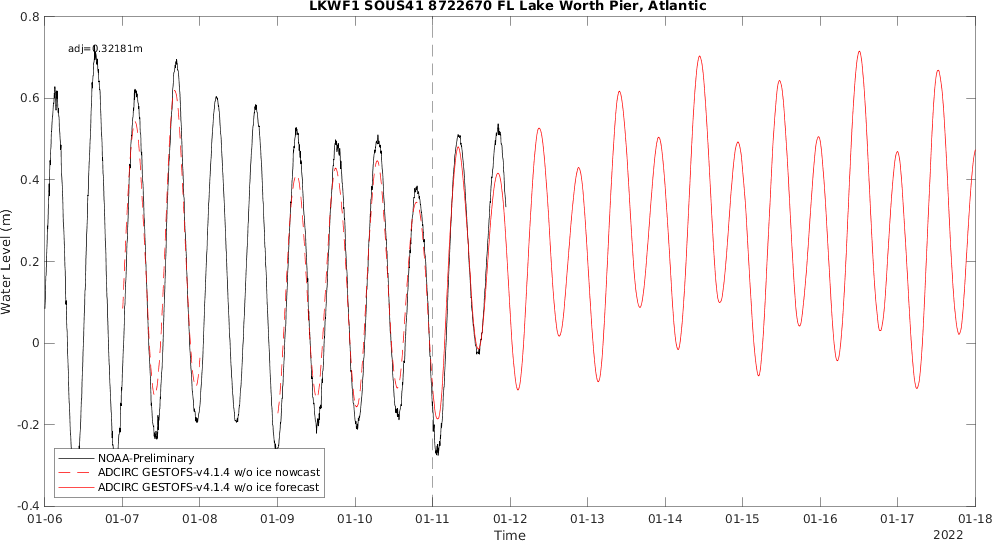 LKWF1 SOUS41 8722670 FL Lake Worth Pier, Atlantic
adj=0.32181m
0.8
0.6
0.4
0.2
0
-0.2
-0.4
Water Level (m)
NOAA-Preliminary
ADCIRC GESTOFS-v4.1.4 w/o ice nowcast
ADCIRC GESTOFS-v4.1.4 w/o ice forecast
01-06 01-07 01-08 01-09 01-10 01-11 01-12 01-13 01-14 01-15 01-16 01-17 01-18
Time
2022